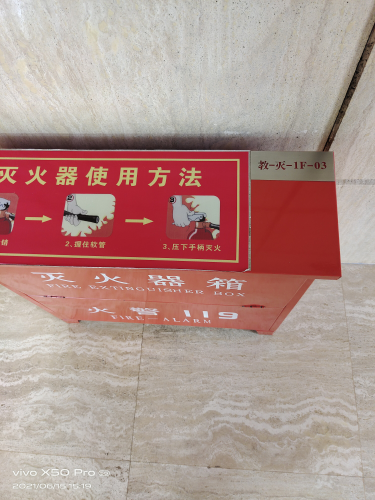 灭火器使用方法
教-灭-1F-03
销
2.握住软管
3.压下手柄灭火
灭火器箱
FIRE EXTINGUISHER BOX
火警 119
FIRE—ALARM
vivo X50 Pro
2021/06/15 15:19